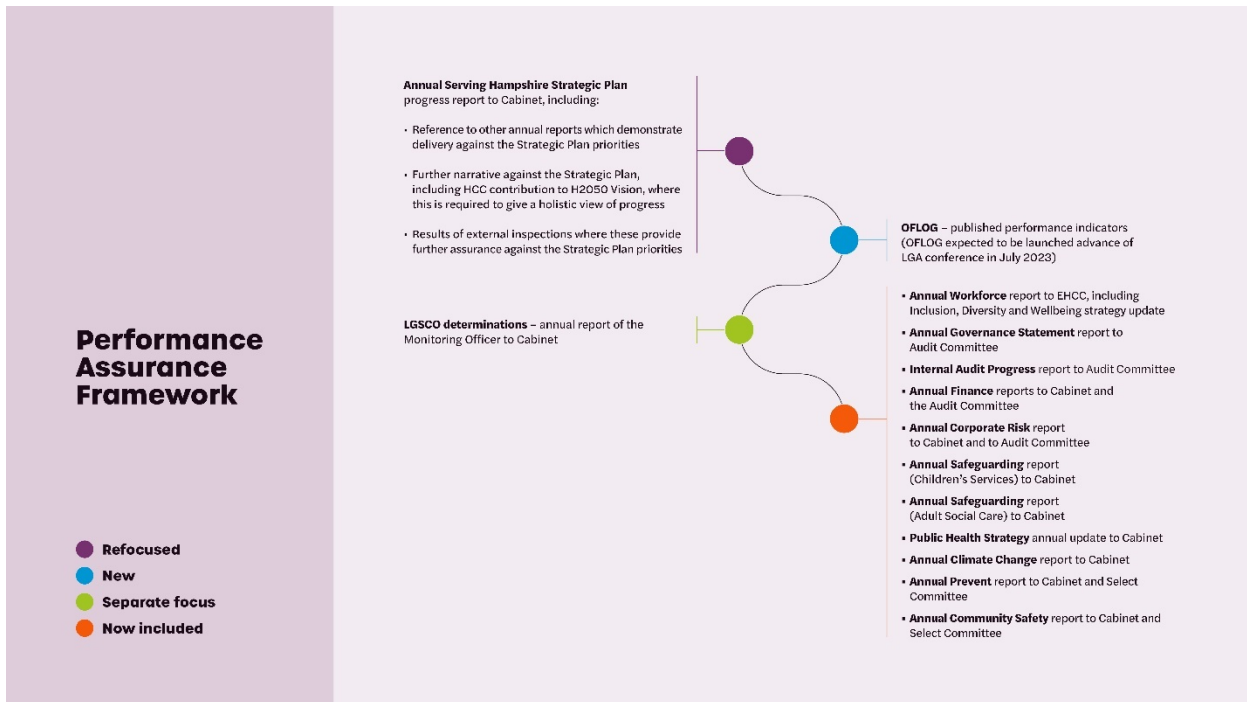 Performance
Assurance
Framework
Refocused
New
Separate focus
Now included
Annual Serving Hampshire Strategic Plan
progress report to Cabinet, including:
• Reference to other annual reports which demonstrate
delivery against the Strategic Plan priorities
• Further narrative against the Strategic Plan,
including HCC contribution to H2050 Vision, where
this is required to give a holistic view of progress
• Results of external inspections where these provide
further assurance against the Strategic Plan priorities
OFLOG – published performance indicators
(OFLOG expected to be launched advance of
LGA conference in July 2023)
LGSCO determinations – annual report of the
Monitoring Officer to Cabinet
▪ Annual Workforce report to EHCC, including
Inclusion, Diversity and Wellbeing strategy update
▪ Annual Governance Statement report to
Audit Committee
▪ Internal Audit Progress report to Audit Committee
▪ Annual Finance reports to Cabinet and
the Audit Committee
▪ Annual Corporate Risk report
to Cabinet and to Audit Committee
▪ Annual Safeguarding report
(Children's Services) to Cabinet
▪ Annual Safeguarding report
(Adult Social Care) to Cabinet
▪ Public Health Strategy annual update to Cabinet
▪ Annual Climate Change report to Cabinet
▪ Annual Prevent report to Cabinet and Select
Committee
▪ Annual Community Safety report to Cabinet and
Select Committee